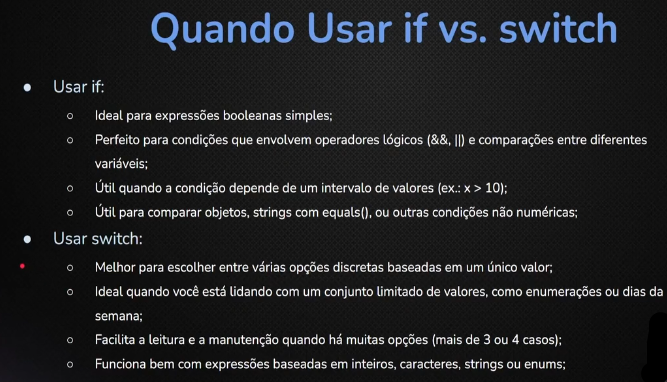 Quando Usar if vs. switch
● Usar if:
○ Ideal para expressões booleanas simples;
○ Perfeito para condições que envolvem operadores lógicos (&&, ||) e comparações entre diferentes
variáveis;
○ Útil quando a condição depende de um intervalo de valores (ex.: x > 10);
○ Útil para comparar objetos, strings com equals(), ou outras condições não numéricas;
● Usar switch:
○ Melhor para escolher entre várias opções discretas baseadas em um único valor;
○ Ideal quando você está lidando com um conjunto limitado de valores, como enumerações ou dias da
semana;
○ Facilita a leitura e a manutenção quando há muitas opções (mais de 3 ou 4 casos);
○ Funciona bem com expressões baseadas em inteiros, caracteres, strings ou enums;